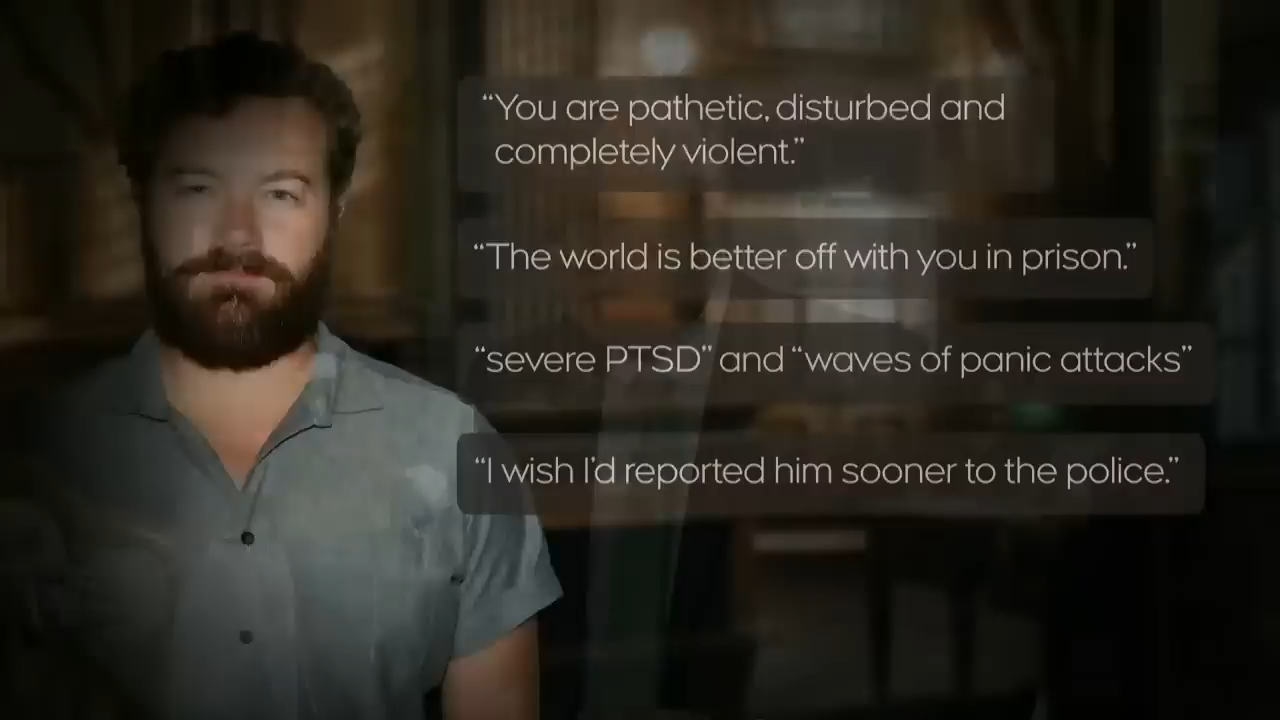 “You are pathetic, disturbed and
completely violent.”
“The world is better off with you in prison.”
“severe PTSD” and “waves of panic attacks”
“I wish I’d reported him sooner to the police.”